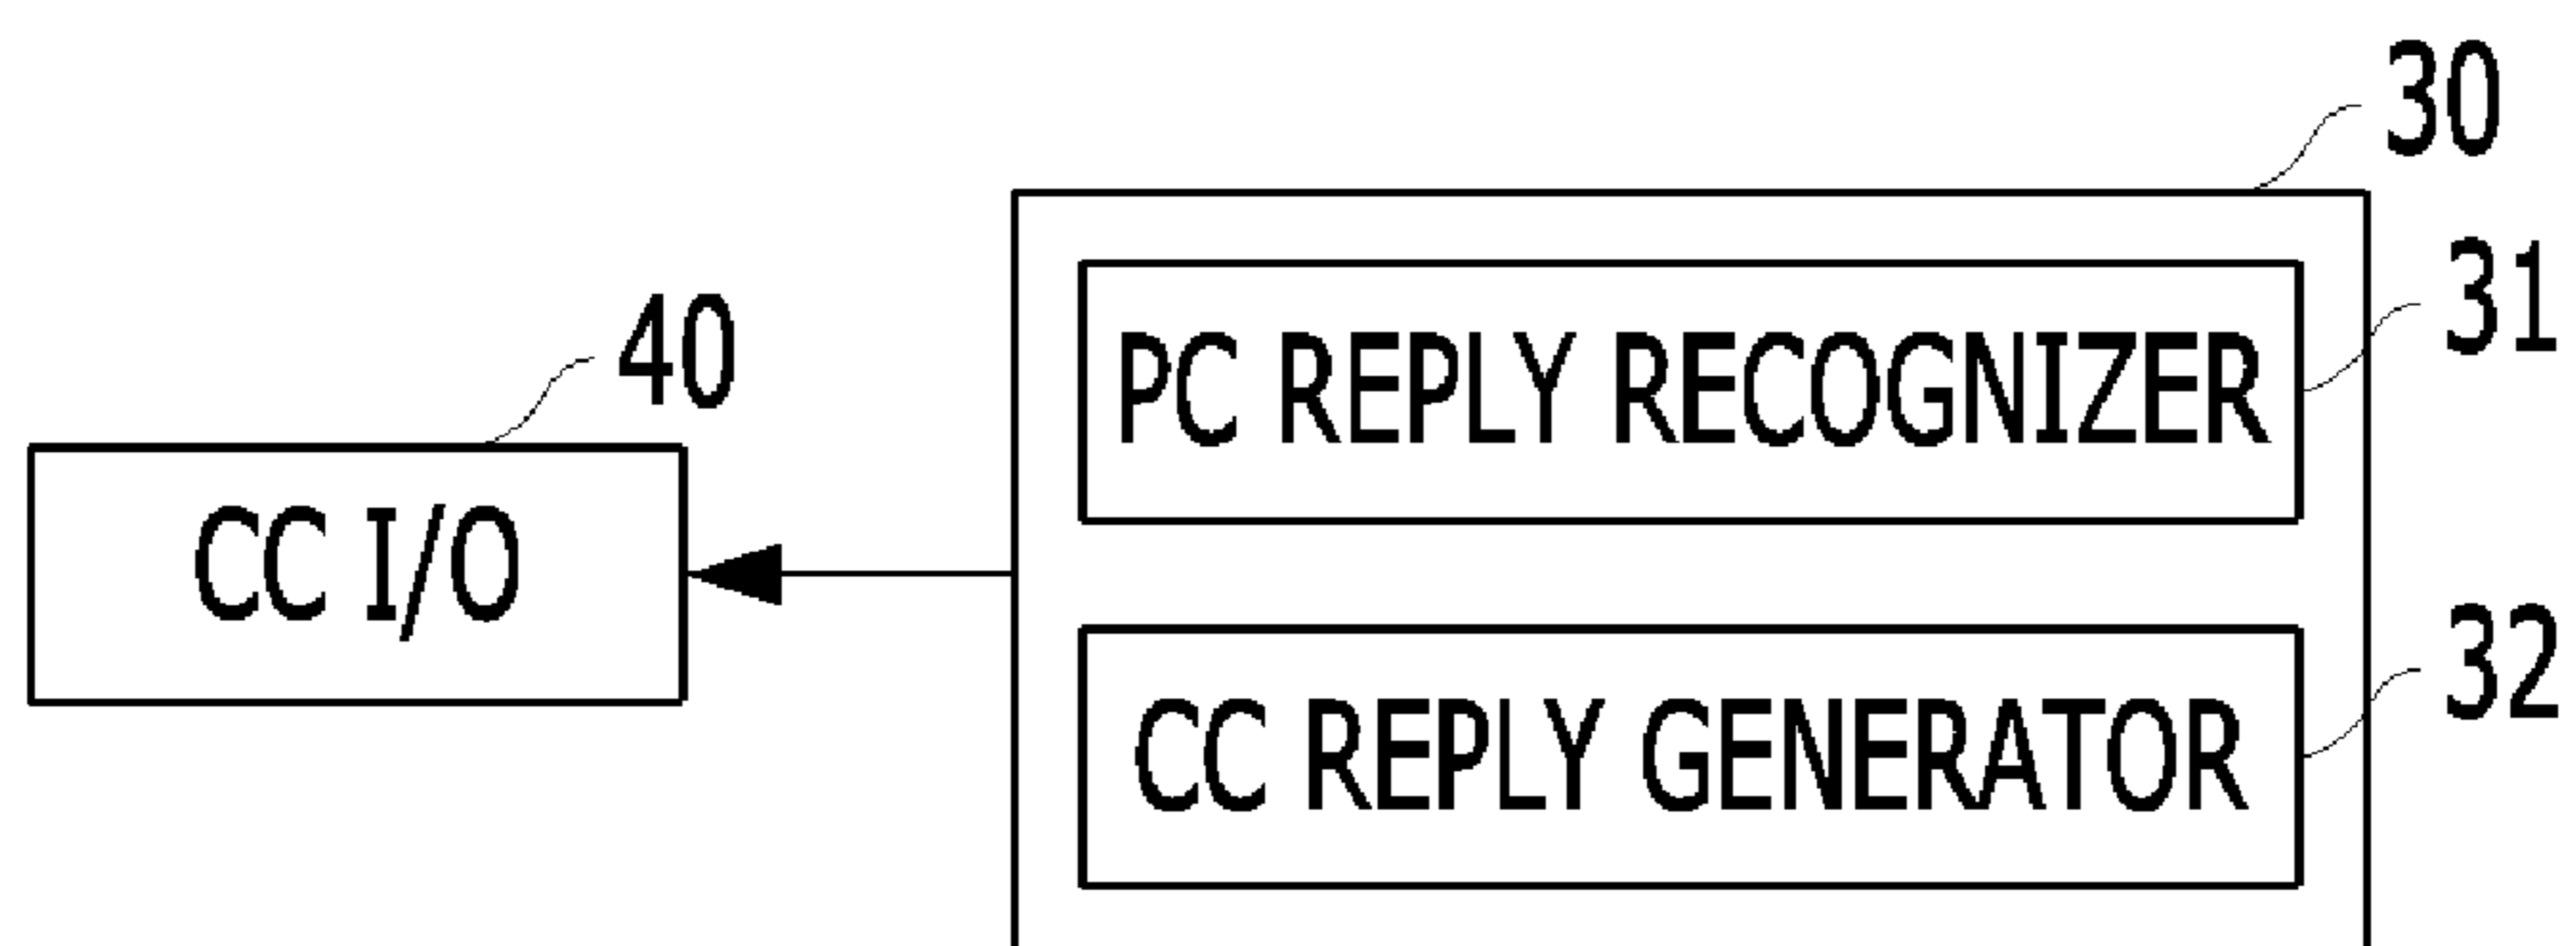 30
31
PC REPLY RECOGNIZER
40
CC I/O
32
CC REPLY GENERATOR